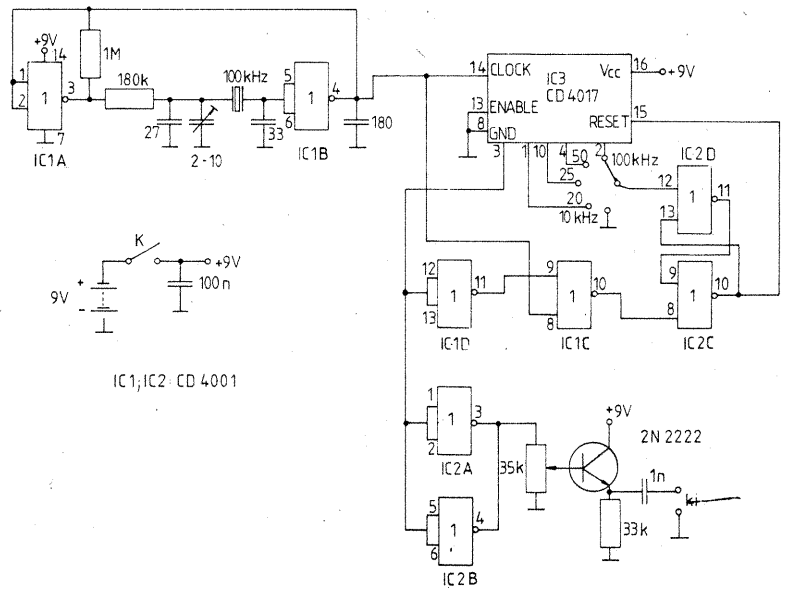 +9V
14
1M
1
2
1
3
7
IC1A
180k
27
2-10
100kHz
33
5
6
1
4
IC1B
180
14 CLOCK
IC3
CD 4017
Vcc 16
+9V
13 ENABLE
8 GND
RESET 15
3
1
10
4
2
50
25
20
10 kHz
100kHz
IC2D
12
13
1
11
K
+9V
9V
+
-
100n
12
13
1
11
IC1D
9
8
1
10
IC1C
9
8
1
10
IC2C
IC1; IC2: CD 4001
1
2
1
3
IC2A
5
6
1
4
IC2B
35k
+9V
2N 2222
1n
ki
33k